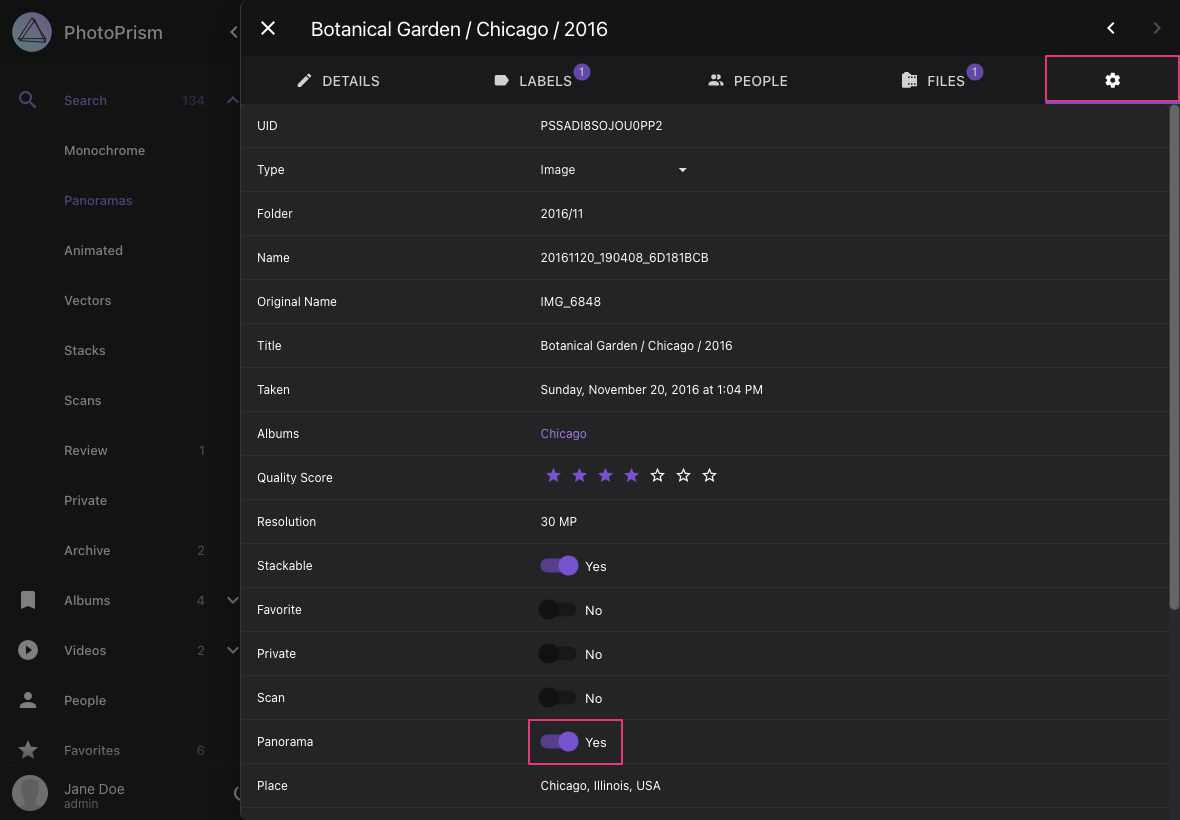 PhotoPrism
Search 134
Monochrome
Panoramas
Animated
Vectors
Stacks
Scans
Review 1
Private
Archive 2
Albums 4
Videos 2
People
Favorites 6
Jane Doe
admin
Botanical Garden / Chicago / 2016
DETAILS LABELS 1 PEOPLE FILES 1
UID PSSADI8SOJOU0PP2
Type Image
Folder 2016/11
Name 20161120_190408_6D181BCB
Original Name IMG_6848
Title Botanical Garden / Chicago / 2016
Taken Sunday, November 20, 2016 at 1:04 PM
Albums Chicago
Quality Score
Resolution 30 MP
Stackable Yes
Favorite No
Private No
Scan No
Panorama Yes
Place Chicago, Illinois, USA